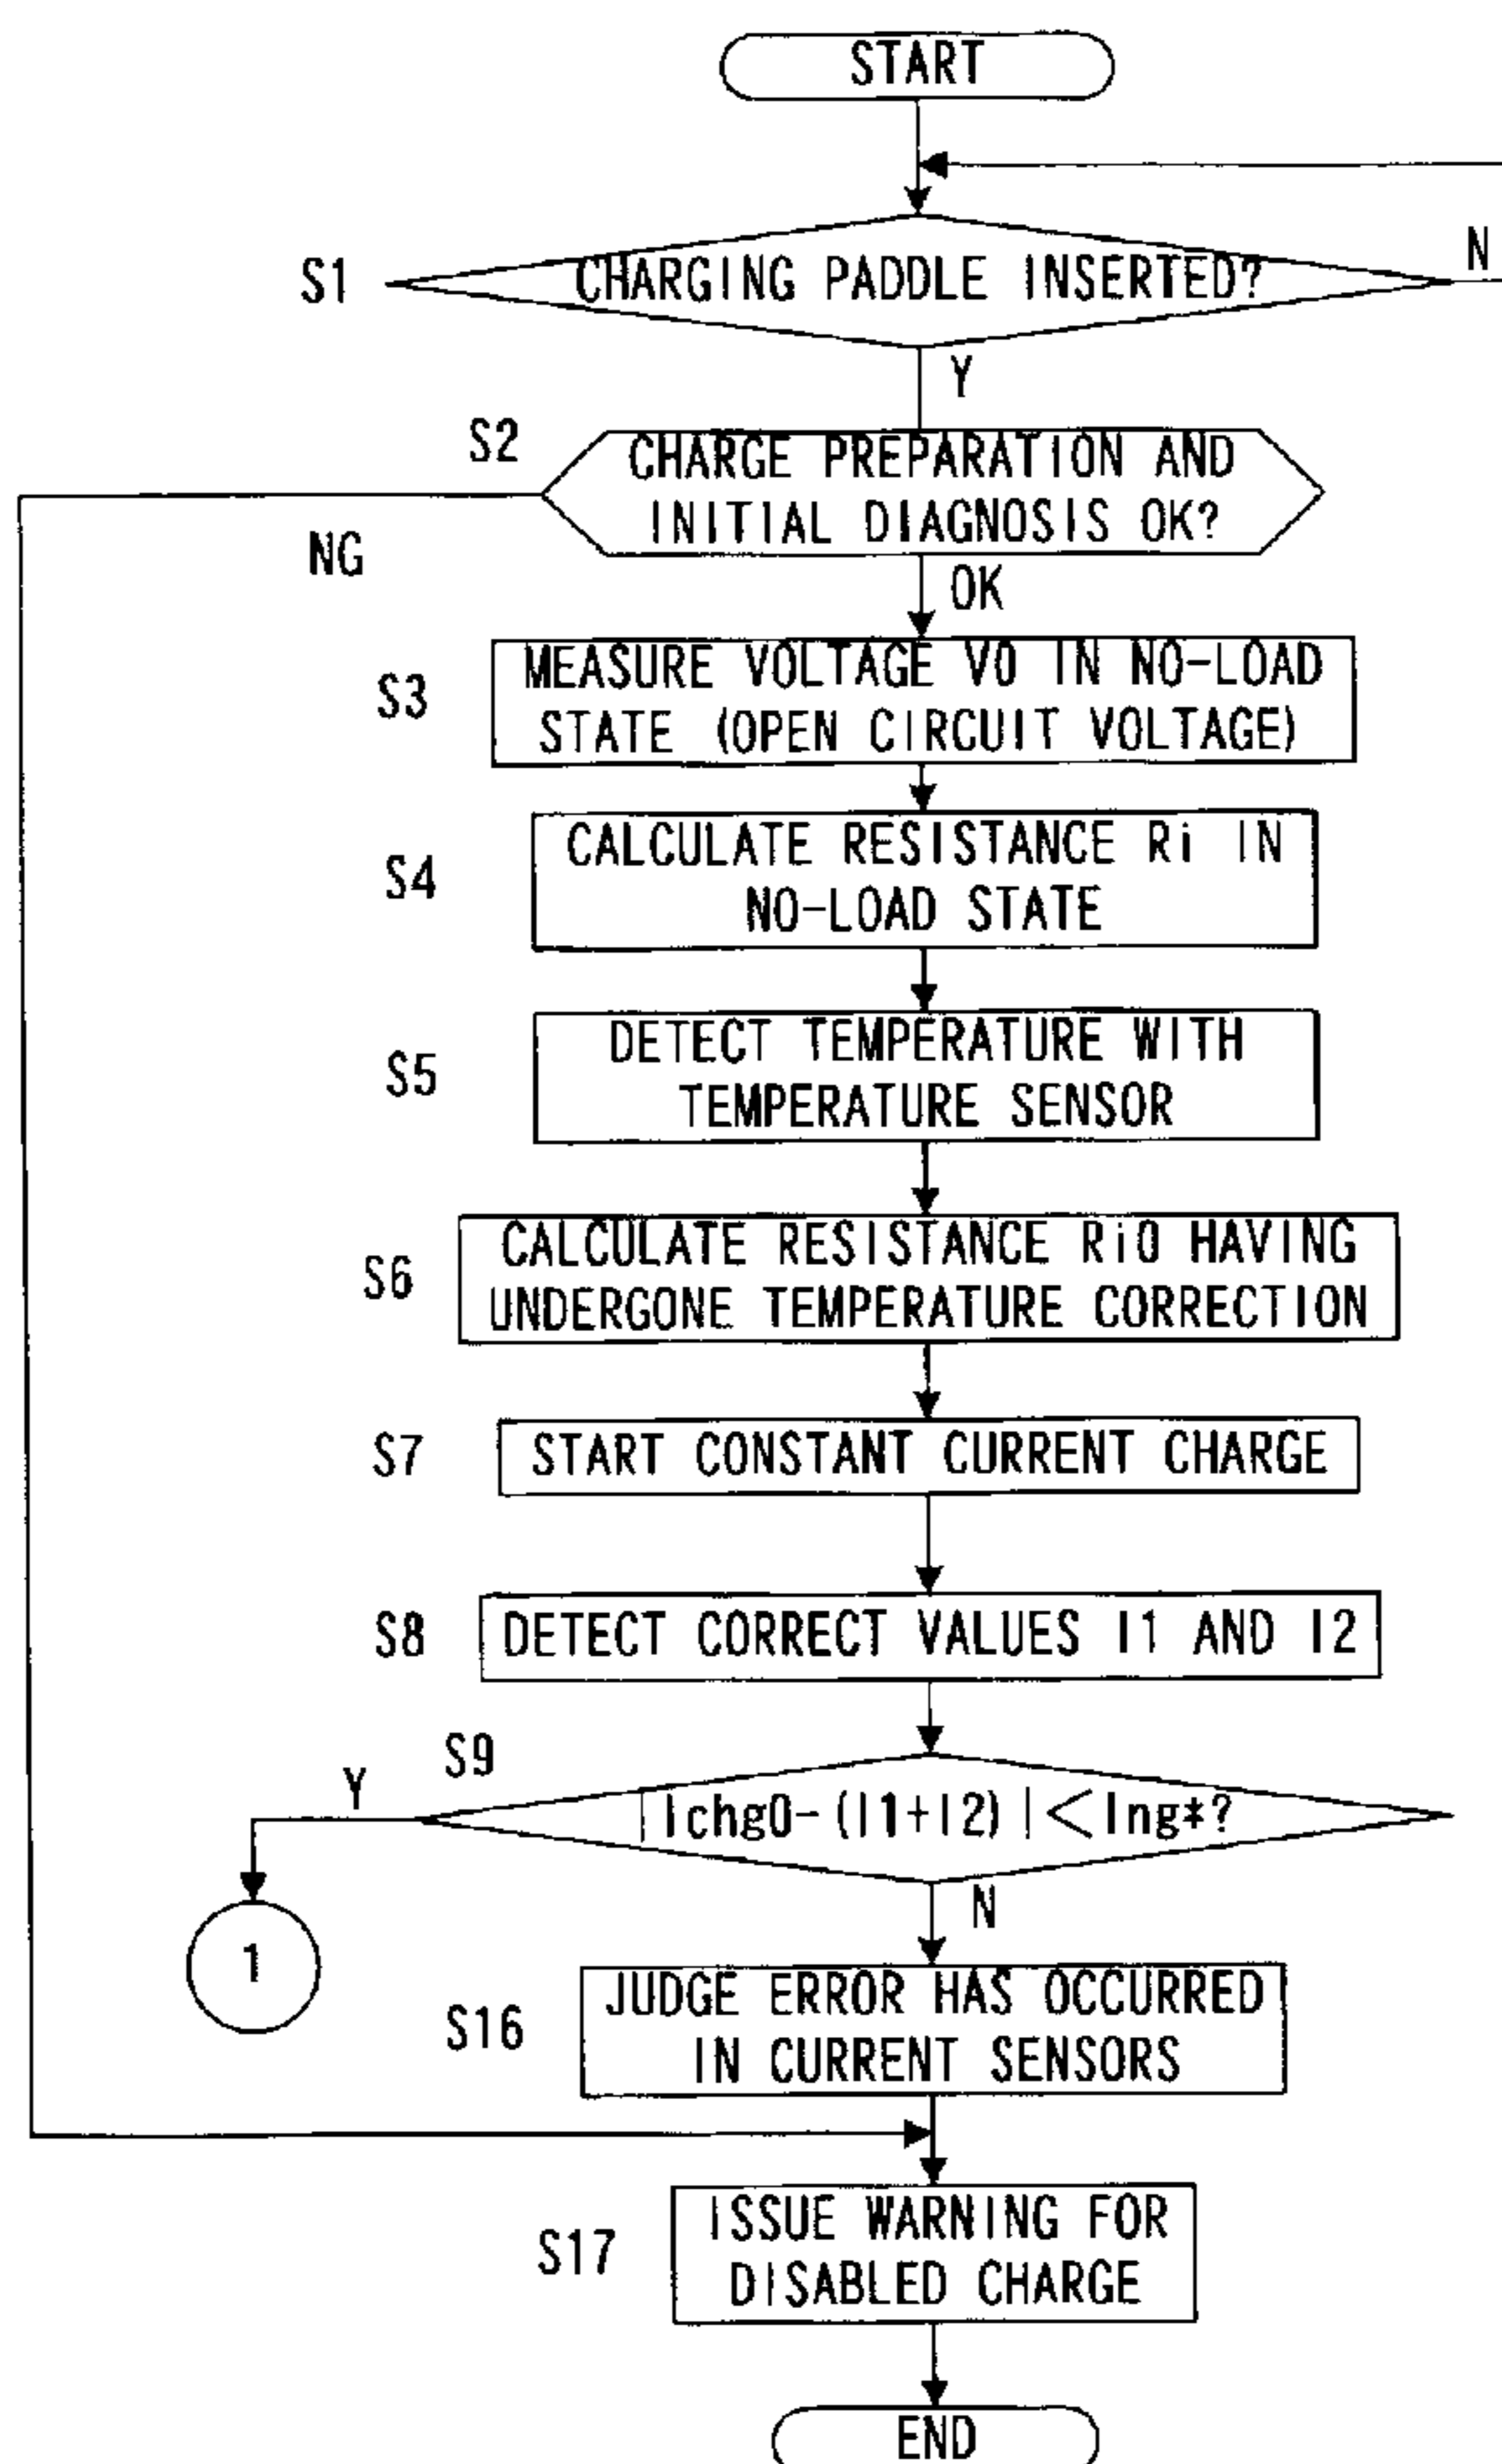 START
S1
CHARGING PADDLE INSERTED?
N
Y
S2
CHARGE PREPARATION AND
INITIAL DIAGNOSIS OK?
NG
OK
S3
MEASURE VOLTAGE V0 IN NO-LOAD
STATE (OPEN CIRCUIT VOLTAGE)
S4
CALCULATE RESISTANCE Ri IN
NO-LOAD STATE
S5
DETECT TEMPERATURE WITH
TEMPERATURE SENSOR
S6
CALCULATE RESISTANCE Ri0 HAVING
UNDERGONE TEMPERATURE CORRECTION
S7
START CONSTANT CURRENT CHARGE
S8
DETECT CORRECT VALUES I1 AND I2
S9
Y
|Ichg0-(I1+I2)|<Ing*?
N
1
S16
JUDGE ERROR HAS OCCURRED
IN CURRENT SENSORS
S17
ISSUE WARNING FOR
DISABLED CHARGE
END